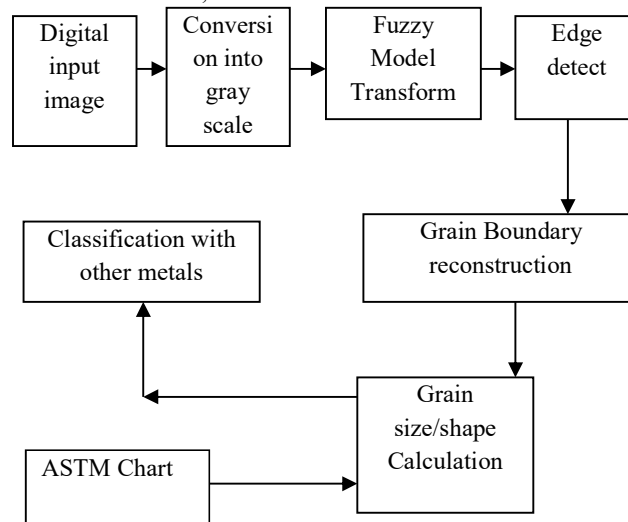 Digital
input
image
Conversi
on into
gray
scale
Fuzzy
Model
Transform
Edge
detect
Grain Boundary
reconstruction
Classification with
other metals
Grain
size/shape
Calculation
ASTM Chart